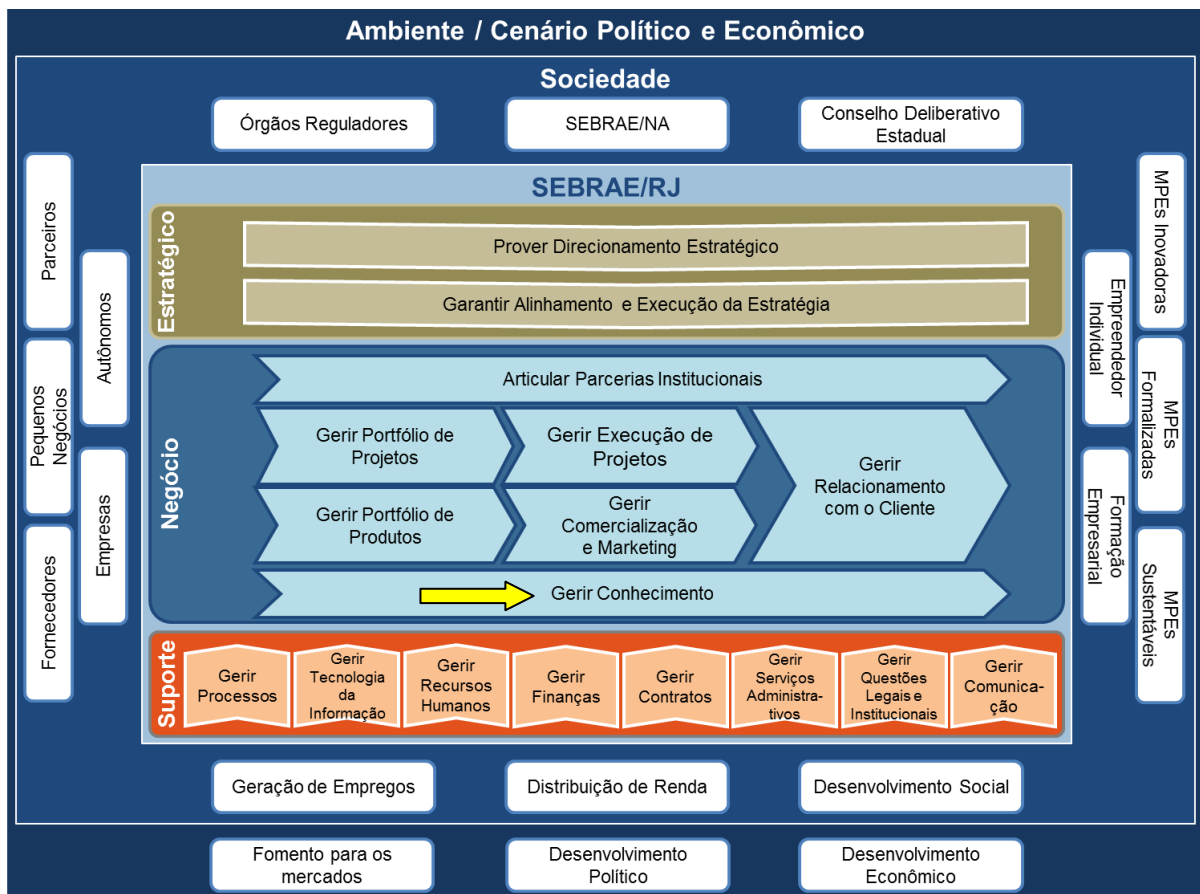 Ambiente / Cenário Político e Econômico
Sociedade
Órgãos Reguladores
SEBRAE/NA
Conselho Deliberativo
Estadual
Parceiros
Pequenos
Negócios
Fornecedores
Autônomos
Empresas
SEBRAE/RJ
Estratégico
Prover Direcionamento Estratégico
Garantir Alinhamento e Execução da Estratégia
Negócio
Articular Parcerias Institucionais
Gerir Portfólio de
Projetos
Gerir Execução de
Projetos
Gerir Portfólio de
Produtos
Gerir
Comercialização
e Marketing
Gerir
Relacionamento
com o Cliente
Gerir Conhecimento
Suporte
Gerir
Processos
Gerir
Tecnologia
da
Informação
Gerir
Recursos
Humanos
Gerir
Finanças
Gerir
Contratos
Gerir
Serviços
Administra-
tivos
Gerir
Questões
Legais e
Institucionais
Gerir
Comunica-
ção
Empreendedor
Individual
Formação
Empresarial
MPEs Inovadoras
MPEs
Formalizadas
MPEs
Sustentáveis
Geração de Empregos
Distribuição de Renda
Desenvolvimento Social
Fomento para os
mercados
Desenvolvimento
Político
Desenvolvimento
Econômico